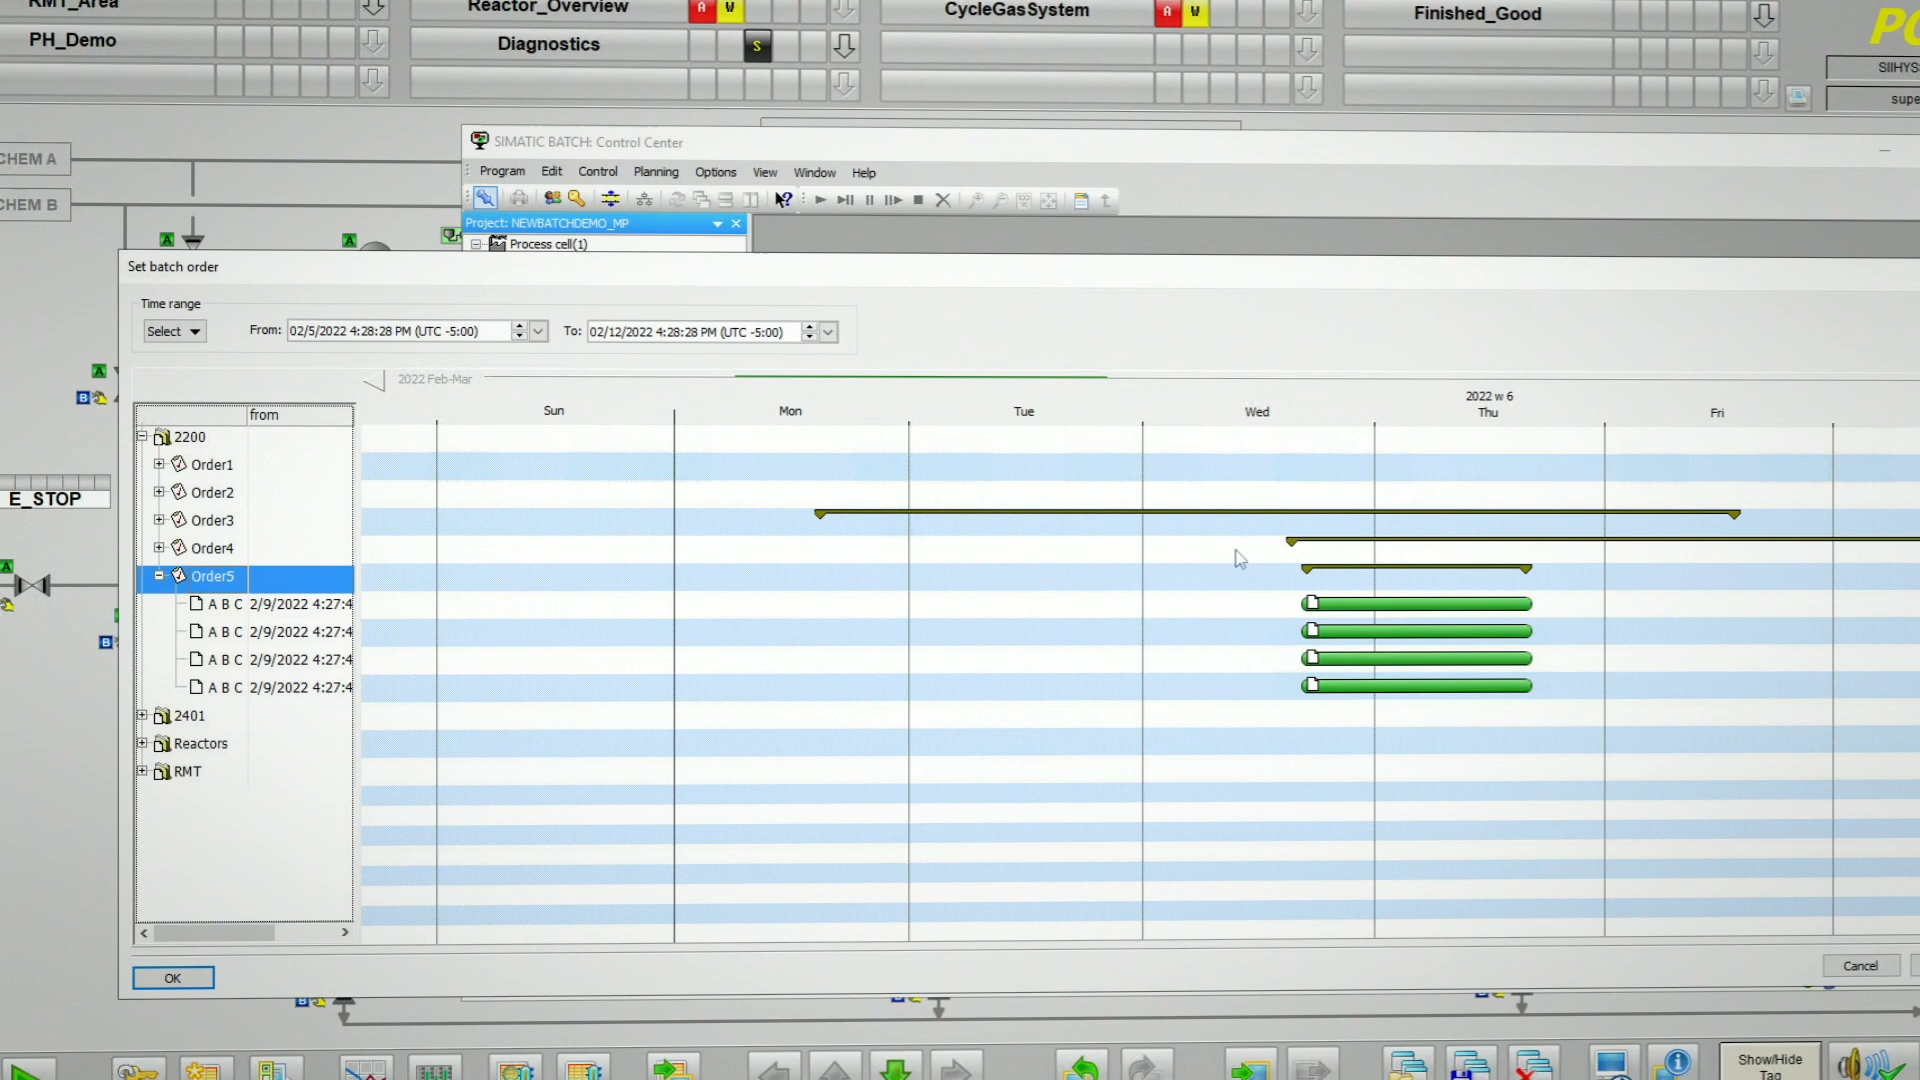 RMT_Area
Reactor_Overview
A W
CycleGasSystem
A W
Finished_Good
PH_Demo
Diagnostics
S
SIIHYS
supe
CHEM A
CHEM B
A
A
SIMATIC BATCH: Control Center
Program Edit Control Planning Options View Window Help
Project: NEWBATCHDEMO_MP
Process cell(1)
Set batch order
Time range
Select
From: 02/5/2022 4:28:28 PM (UTC -5:00)
To: 02/12/2022 4:28:28 PM (UTC -5:00)
A
B
2022 Feb-Mar
2022 w 6
Sun Mon Tue Wed Thu Fri
from
2200
Order1
Order2
E_STOP
Order3
Order4
A
Order5
A B C 2/9/2022 4:27:4
A B C 2/9/2022 4:27:4
B
A B C 2/9/2022 4:27:4
A B C 2/9/2022 4:27:4
2401
Reactors
RMT
OK
Cancel
B
Show/Hide
Tag